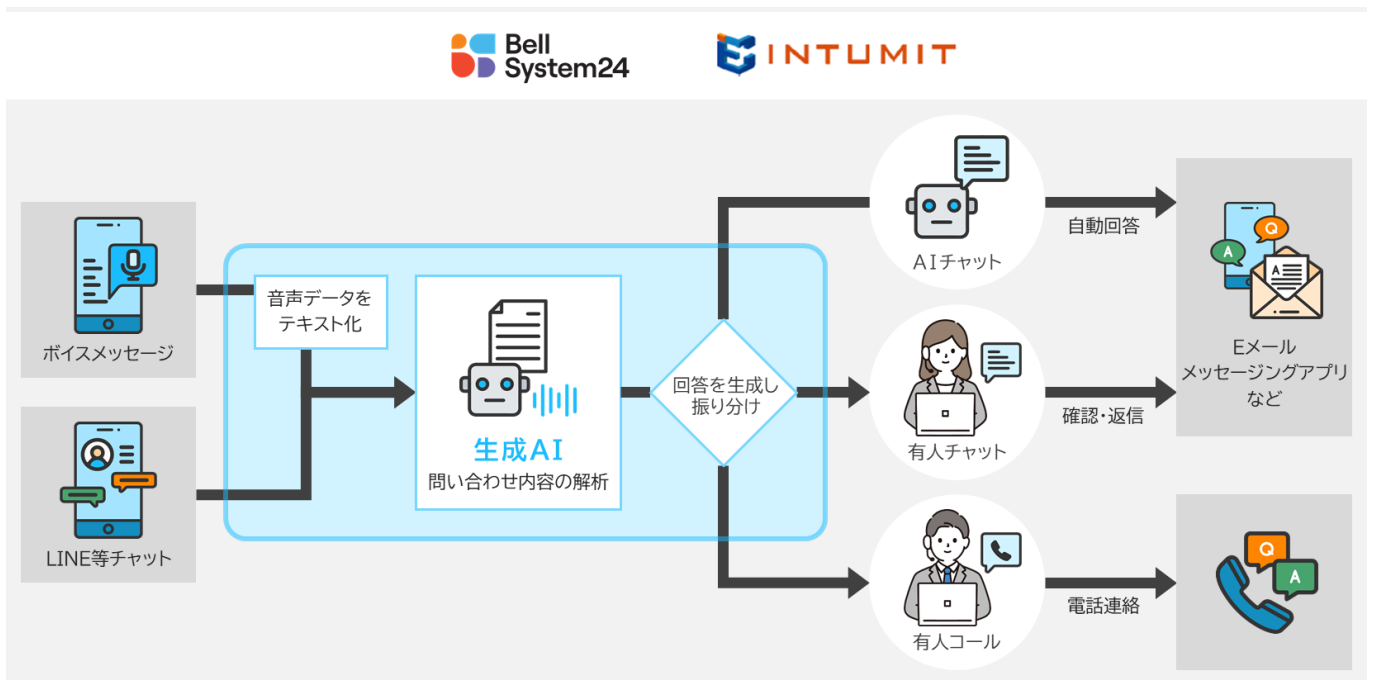 Bell
System24
INTUMIT
ボイスメッセージ
LINE等チャット
音声データを
テキスト化
生成AI
問い合わせ内容の解析
回答を生成し
振り分け
AIチャット
自動回答
有人チャット
確認・返信
有人コール
電話連絡
Q
A
A
Eメール
メッセージングアプリ
など
Q
A